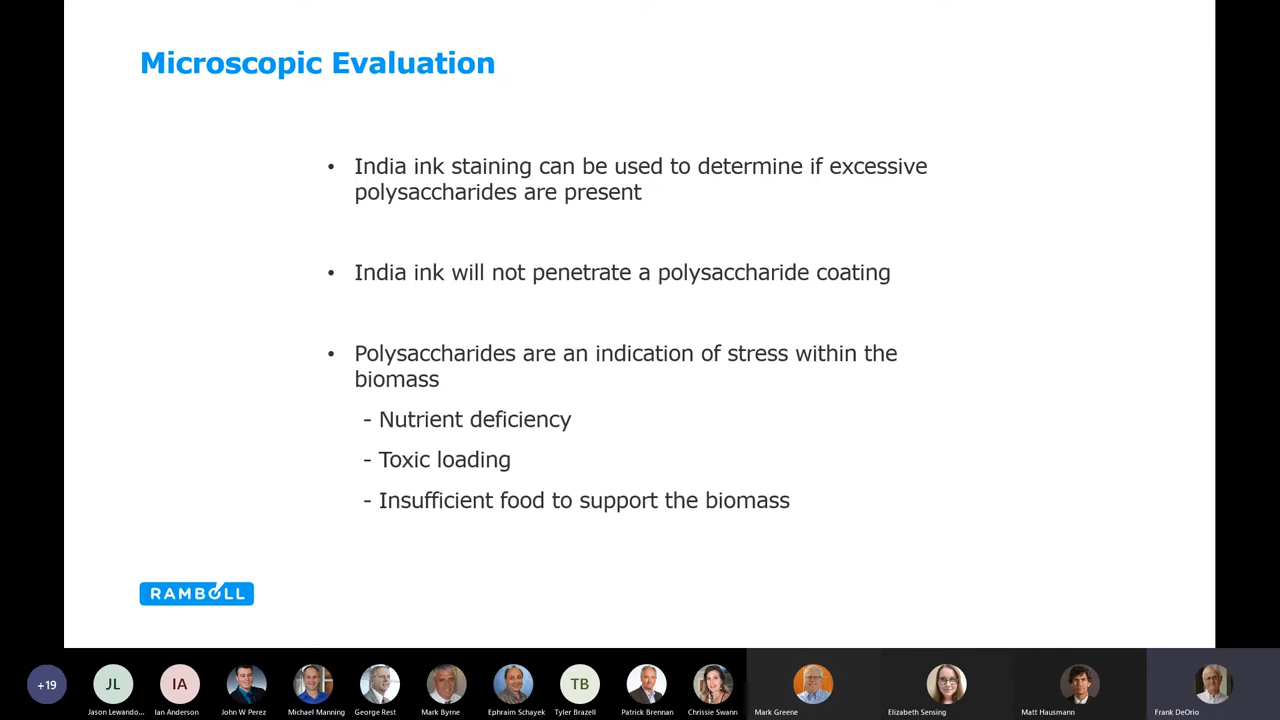 Microscopic Evaluation
• India ink staining can be used to determine if excessive
polysaccharides are present
• India ink will not penetrate a polysaccharide coating
• Polysaccharides are an indication of stress within the
biomass
- Nutrient deficiency
- Toxic loading
- Insufficient food to support the biomass
RAMBOLL
+19
JL
IA
TB
Jason Lewando...
Ian Anderson
John W Perez
Michael Manning
George Rest
Mark Byrne
Ephraim Schayek
Tyler Brazell
Patrick Brennan
Chrissie Swann
Mark Greene
Elizabeth Sensing
Matt Hausmann
Frank DeOrio